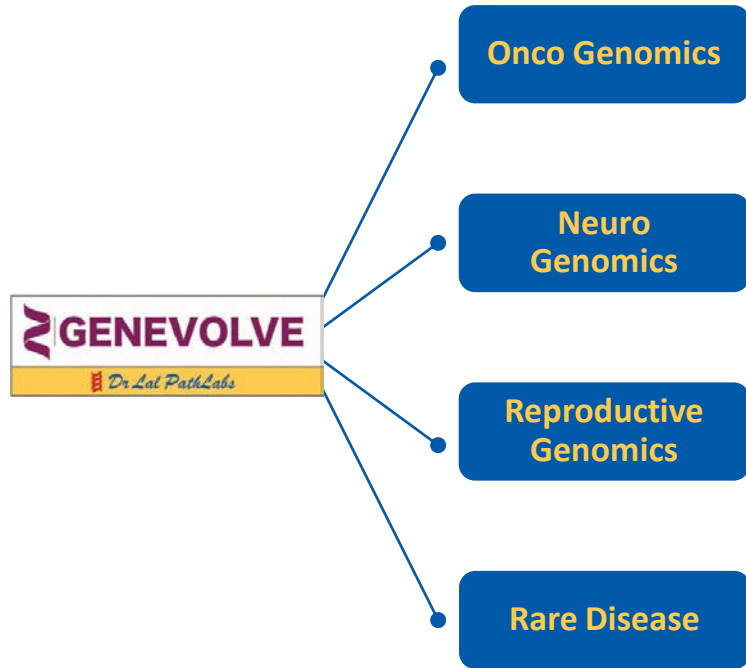 Onco Genomics
Neuro
Genomics
GENEVOLVE
Dr Lal PathLabs
Reproductive
Genomics
Rare Disease